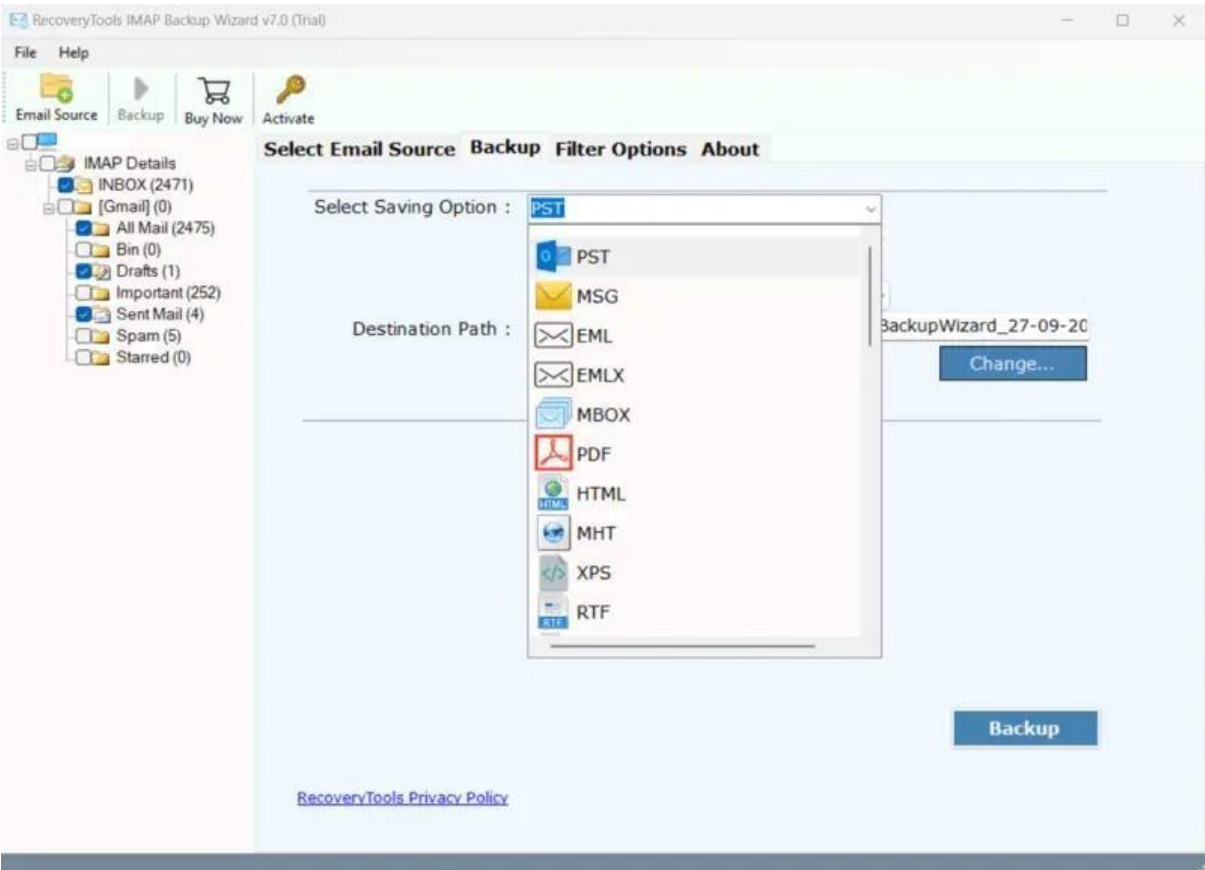 RecoveryTools IMAP Backup Wizard v7.0 (Trial)
File Help
Email Source Backup Buy Now Activate
IMAP Details
INBOX (2471)
[Gmail] (0)
All Mail (2475)
Bin (0)
Drafts (1)
Important (252)
Sent Mail (4)
Spam (5)
Starred (0)
Select Email Source Backup Filter Options About
Select Saving Option : PST
PST
MSG
EML
EMLX
MBOX
PDF
HTML
HTML
MHT
XPS
RTF
RTF
Destination Path : BackupWizard_27-09-20
Change...
Backup
RecoveryTools Privacy Policy